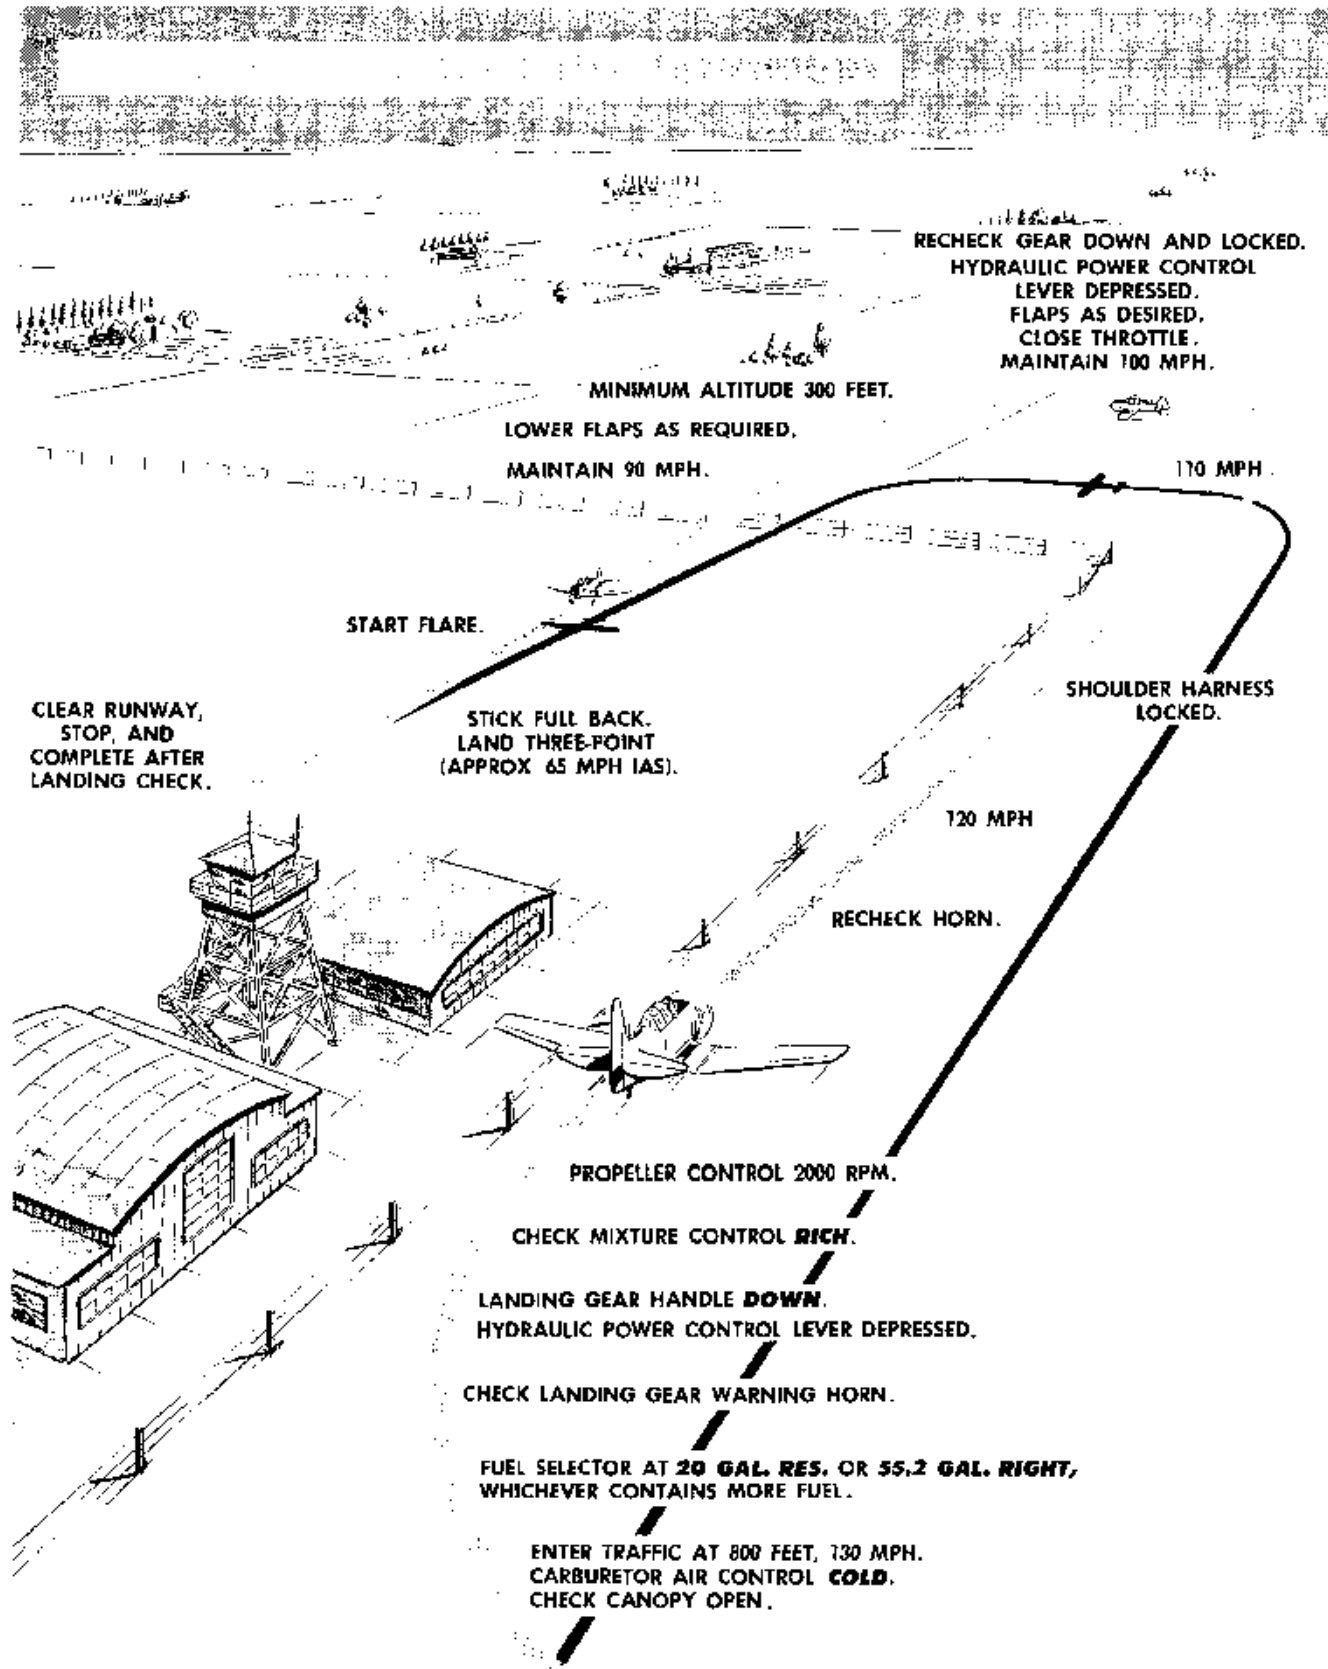 RECHECK GEAR DOWN AND LOCKED.
HYDRAULIC POWER CONTROL
LEVER DEPRESSED.
FLAPS AS DESIRED.
CLOSE THROTTLE.
MAINTAIN 100 MPH.
MINIMUM ALTITUDE 300 FEET.
LOWER FLAPS AS REQUIRED.
MAINTAIN 90 MPH.
110 MPH.
START FLARE.
SHOULDER HARNESS
LOCKED.
CLEAR RUNWAY,
STOP, AND
COMPLETE AFTER
LANDING CHECK.
STICK FULL BACK.
LAND THREE-POINT
(APPROX 65 MPH IAS).
120 MPH
RECHECK HORN.
PROPELLER CONTROL 2000 RPM.
CHECK MIXTURE CONTROL RICH.
LANDING GEAR HANDLE DOWN.
HYDRAULIC POWER CONTROL LEVER DEPRESSED.
CHECK LANDING GEAR WARNING HORN.
FUEL SELECTOR AT 20 GAL. RES. OR 55.2 GAL. RIGHT,
WHICHEVER CONTAINS MORE FUEL.
ENTER TRAFFIC AT 800 FEET, 130 MPH.
CARBURETOR AIR CONTROL COLD.
CHECK CANOPY OPEN.